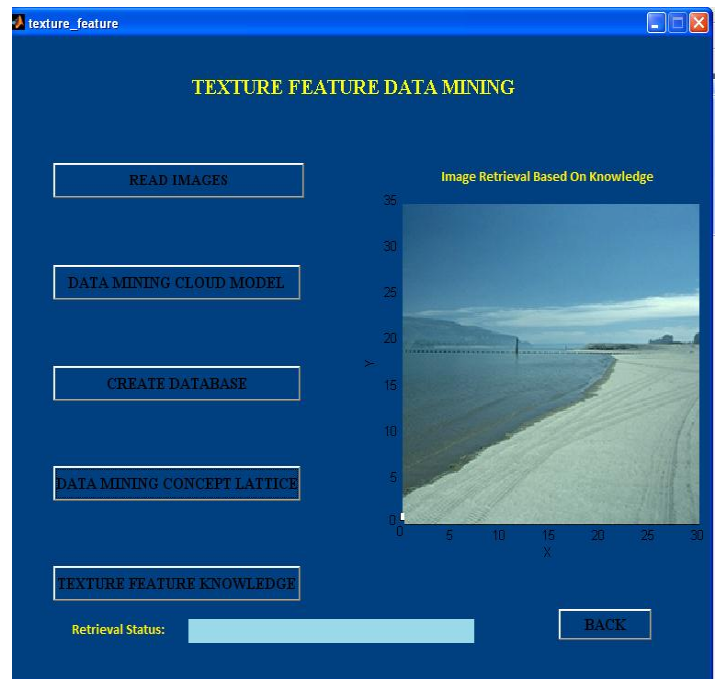 texture_feature
TEXTURE FEATURE DATA MINING
READ IMAGES
DATA MINING CLOUD MODEL
CREATE DATABASE
DATA MINING CONCEPT LATTICE
TEXTURE FEATURE KNOWLEDGE
Retrieval Status:
Image Retrieval Based On Knowledge
35
30
25
20
15
10
5
0
Y
0 5 10 15 20 25 30
X
BACK